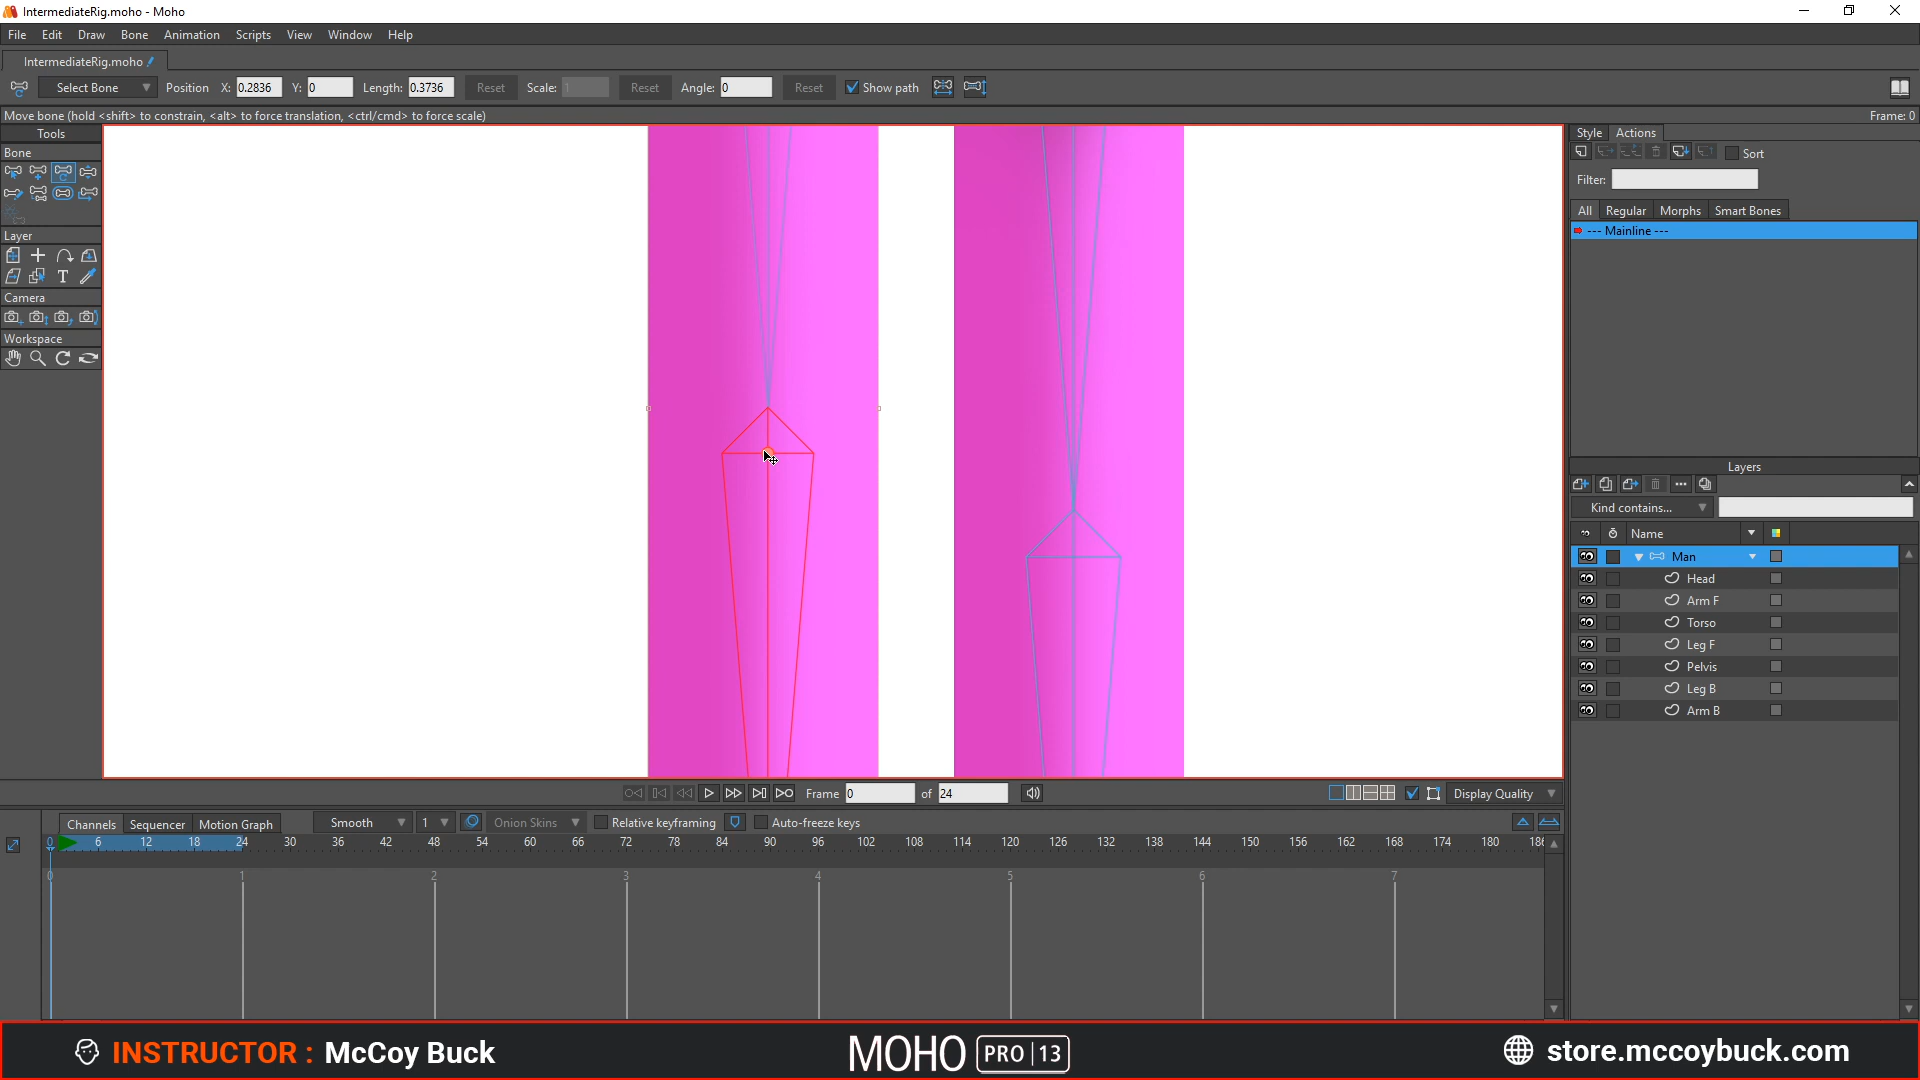 IntermediateRig.moho - Moho
File Edit Draw Bone Animation Scripts View Window Help
IntermediateRig.moho
Select Bone Position X: 0.2836 Y: 0 Length: 0.3736 Reset Scale: 1 Reset Angle: 0 Reset Show path
Move bone (hold <shift> to constrain, <alt> to force translation, <ctrl/cmd> to force scale) Frame: 0
Tools
Style Actions
Bone
Sort
Filter:
All Regular Morphs Smart Bones
--- Mainline ---
Layer
T
Camera
Workspace
Layers
Kind contains...
Name
Man
Head
Arm F
Torso
Leg F
Pelvis
Leg B
Arm B
Frame 0 of 24 Display Quality
Channels Sequencer Motion Graph Smooth 1 Onion Skins Relative keyframing Auto-freeze keys
0 6 12 18 24 30 36 42 48 54 60 66 72 78 84 90 96 102 108 114 120 126 132 138 144 150 156 162 168 174 180 186
0 1 2 3 4 5 6 7
INSTRUCTOR : McCoy Buck MOHO PRO 13 store.mccoybuck.com